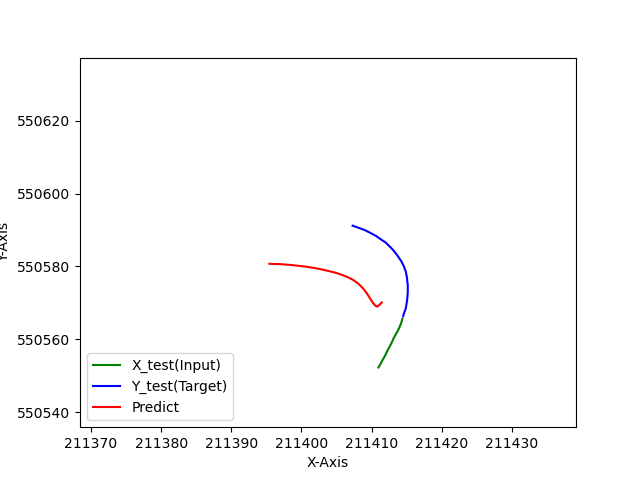 550620
550600
550580
550560
550540
Y-Axis
X_test(Input)
Y_test(Target)
Predict
211370 211380 211390 211400 211410 211420 211430
X-Axis